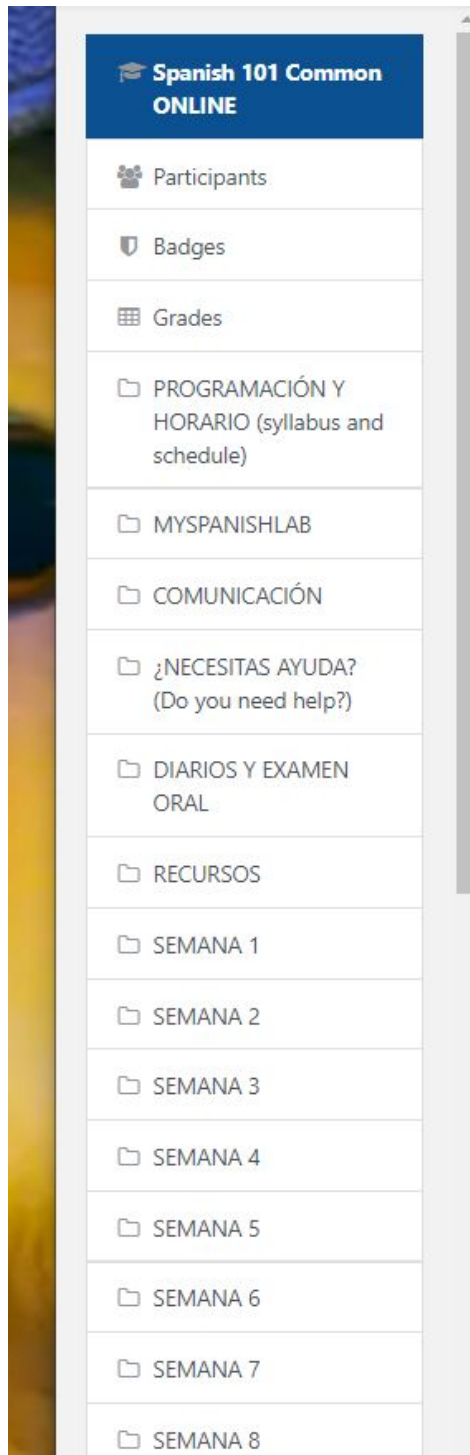 Spanish 101 Common
ONLINE
Participants
Badges
Grades
PROGRAMACIÓN Y
HORARIO (syllabus and
schedule)
MYSPANISHLAB
COMUNICACIÓN
¿NECESITAS AYUDA?
(Do you need help?)
DIARIOS Y EXAMEN
ORAL
RECURSOS
SEMANA 1
SEMANA 2
SEMANA 3
SEMANA 4
SEMANA 5
SEMANA 6
SEMANA 7
SEMANA 8